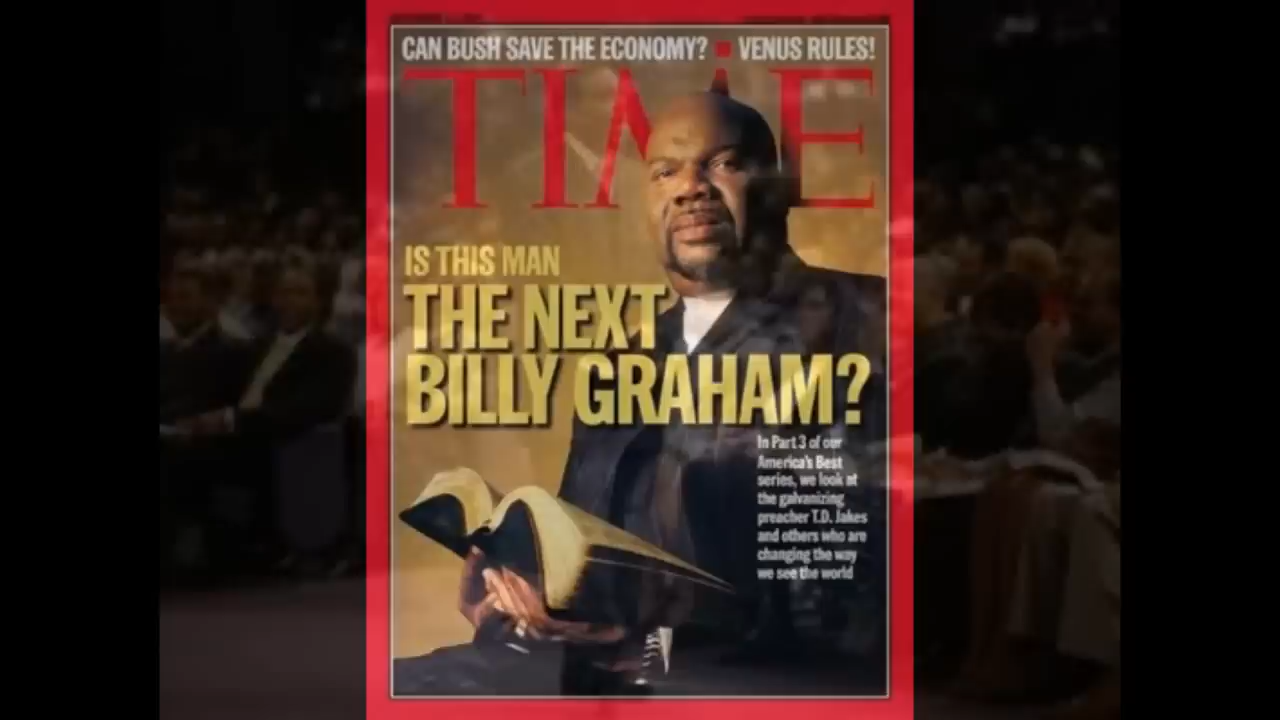 CAN BUSH SAVE THE ECONOMY? VENUS RULES!
TIME
IS THIS MAN
THE NEXT
BILLY GRAHAM?
In Part 3 of our
America's Best
series, we look at
the galvanizing
preacher T.D. Jakes
and others who are
changing the way
we see the world